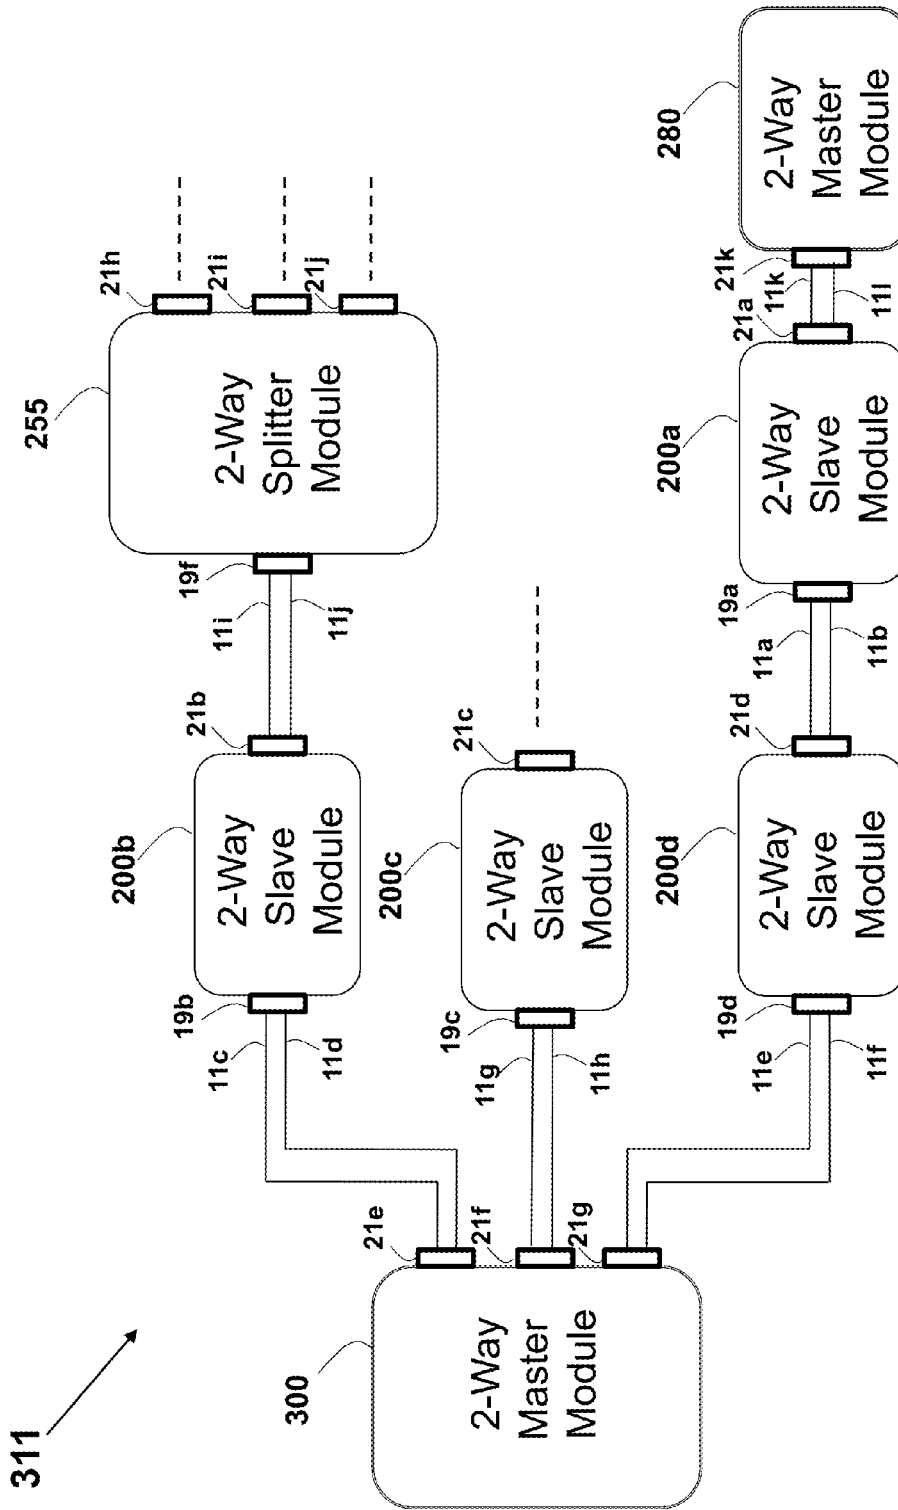 311
255
21h
21i
21j
2-Way
Splitter
Module
19f
11i
11j
200b
21b
2-Way
Slave
Module
19b
11c
11d
300
2-Way
Master
Module
21e
21f
21g
11g
11h
19c
200c
2-Way
Slave
Module
21c
11e
11f
19d
200d
2-Way
Slave
Module
21d
11a
11b
19a
200a
2-Way
Slave
Module
21a
11k
11l
21k
280
2-Way
Master
Module